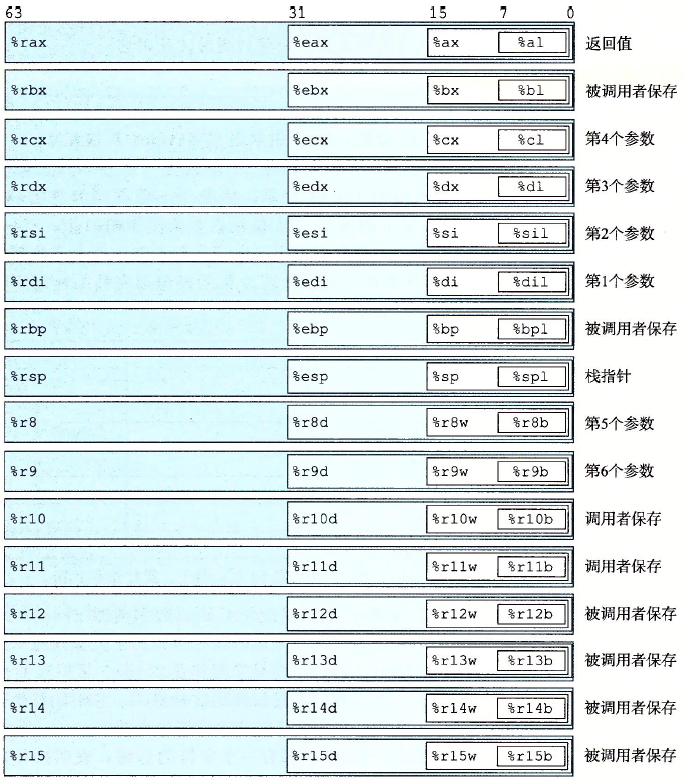 63 31 15 7 0
%rax %eax %ax %al 返回值
%rbx %ebx %bx %bl 被调用者保存
%rcx %ecx %cx %cl 第4个参数
%rdx %edx %dx %dl 第3个参数
%rsi %esi %si %sil 第2个参数
%rdi %edi %di %dil 第1个参数
%rbp %ebp %bp %bpl 被调用者保存
%rsp %esp %sp %spl 栈指针
%r8 %r8d %r8w %r8b 第5个参数
%r9 %r9d %r9w %r9b 第6个参数
%r10 %r10d %r10w %r10b 调用者保存
%r11 %r11d %r11w %r11b 调用者保存
%r12 %r12d %r12w %r12b 被调用者保存
%r13 %r13d %r13w %r13b 被调用者保存
%r14 %r14d %r14w %r14b 被调用者保存
%r15 %r15d %r15w %r15b 被调用者保存